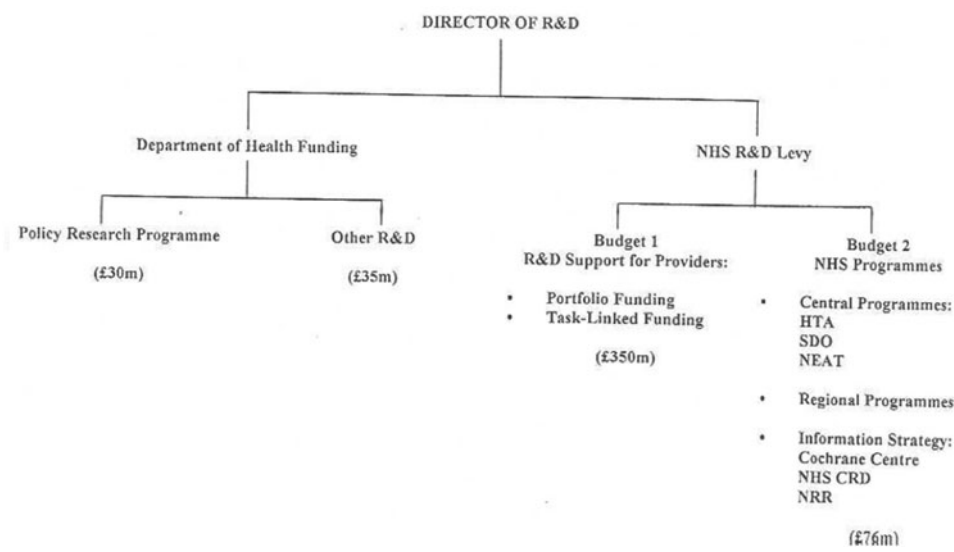 DIRECTOR OF R&D
Department of Health Funding
NHS R&D Levy
Policy Research Programme
(£30m)
Other R&D
(£35m)
Budget 1
R&D Support for Providers:
• Portfolio Funding
• Task-Linked Funding
(£350m)
Budget 2
NHS Programmes
• Central Programmes:
HTA
SDO
NEAT
• Regional Programmes
• Information Strategy:
Cochrane Centre
NHS CRD
NRR
(£76m)